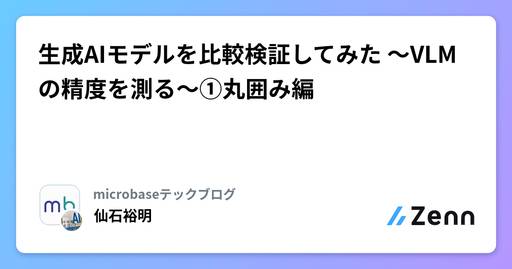 生成AIモデルを比較検証してみた 〜VLM
の精度を測る〜①丸囲み編
mb
microbaseテックブログ
仙石裕明
Zenn